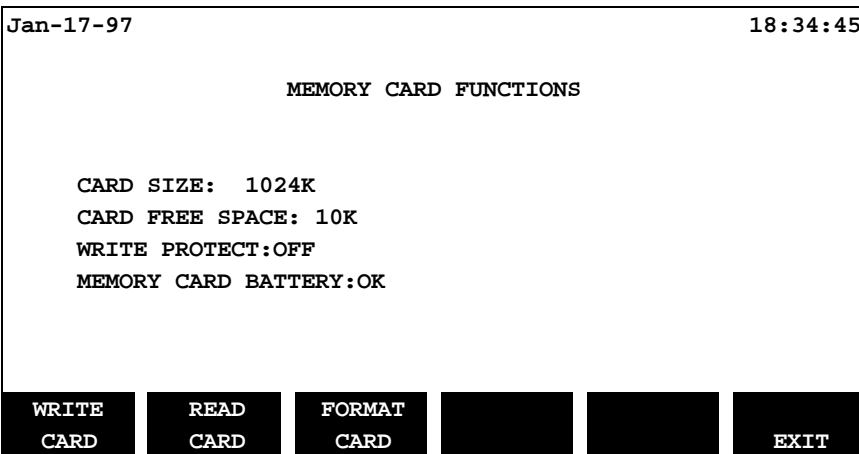 Jan-17-97 18:34:45
MEMORY CARD FUNCTIONS
CARD SIZE: 1024K
CARD FREE SPACE: 10K
WRITE PROTECT:OFF
MEMORY CARD BATTERY:OK
WRITE READ FORMAT
CARD CARD CARD EXIT